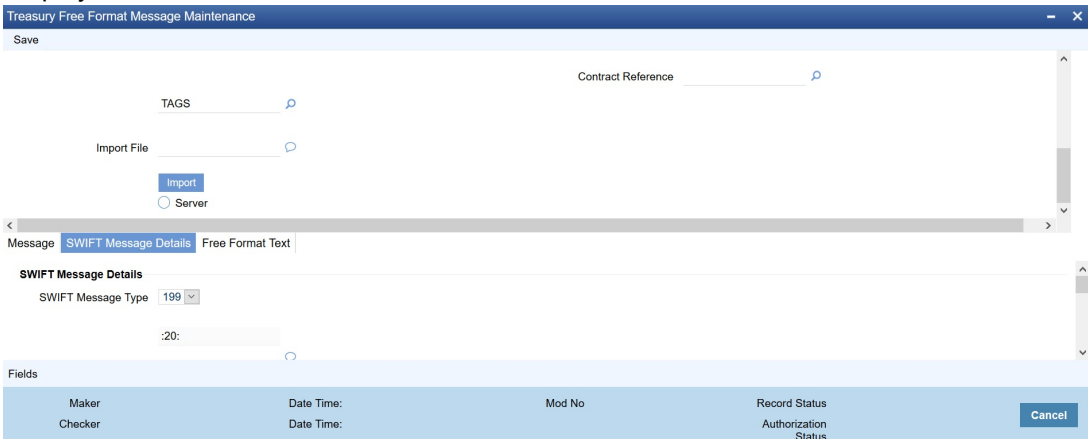 Treasury Free Format Message Maintenance
Save
Contract Reference
TAGS
Import File
Import
Server
Message SWIFT Message Details Free Format Text
SWIFT Message Details
SWIFT Message Type 199
:20:
Fields
Maker Date Time: Mod No Record Status
Checker Date Time: Authorization Status
Cancel